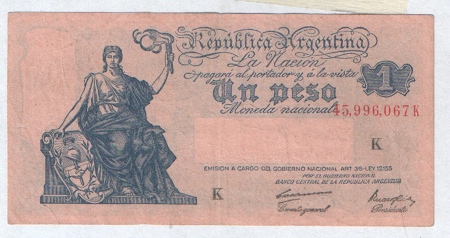 República Argentina
La Nación
pagará al portador y á la vista
Un peso
1
Moneda nacional
45,996,067 K
K
EMISIÓN A CARGO DEL GOBIERNO NACIONAL ART 36-LEY 12155
BANCO CENTRAL DE LA REPUBLICA ARGENTINA
K
Presidente